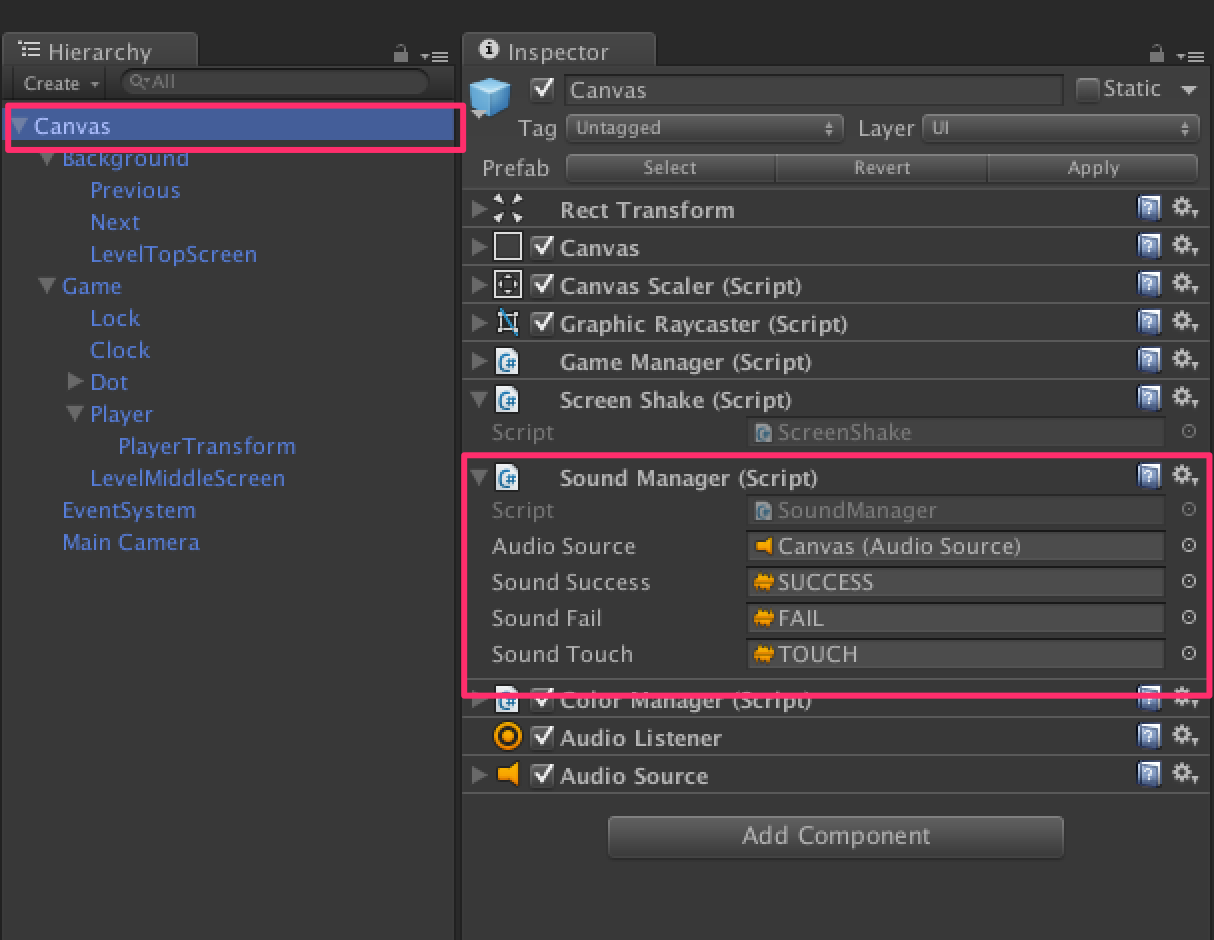 Hierarchy
Create
All
Canvas
Background
Previous
Next
LevelTopScreen
Game
Lock
Clock
Dot
Player
PlayerTransform
LevelMiddleScreen
EventSystem
Main Camera
Inspector
Canvas Static
Tag Untagged Layer UI
Prefab Select Revert Apply
Rect Transform
Canvas
Canvas Scaler (Script)
Graphic Raycaster (Script)
Game Manager (Script)
Screen Shake (Script)
Script ScreenShake
Sound Manager (Script)
Script SoundManager
Audio Source Canvas (Audio Source)
Sound Success SUCCESS
Sound Fail FAIL
Sound Touch TOUCH
Color Manager (Script)
Audio Listener
Audio Source
Add Component